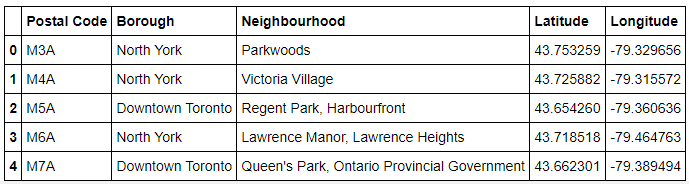 Postal Code Borough Neighbourhood Latitude Longitude
0 M3A North York Parkwoods 43.753259 -79.329656
1 M4A North York Victoria Village 43.725882 -79.315572
2 M5A Downtown Toronto Regent Park, Harbourfront 43.654260 -79.360636
3 M6A North York Lawrence Manor, Lawrence Heights 43.718518 -79.464763
4 M7A Downtown Toronto Queen's Park, Ontario Provincial Government 43.662301 -79.389494